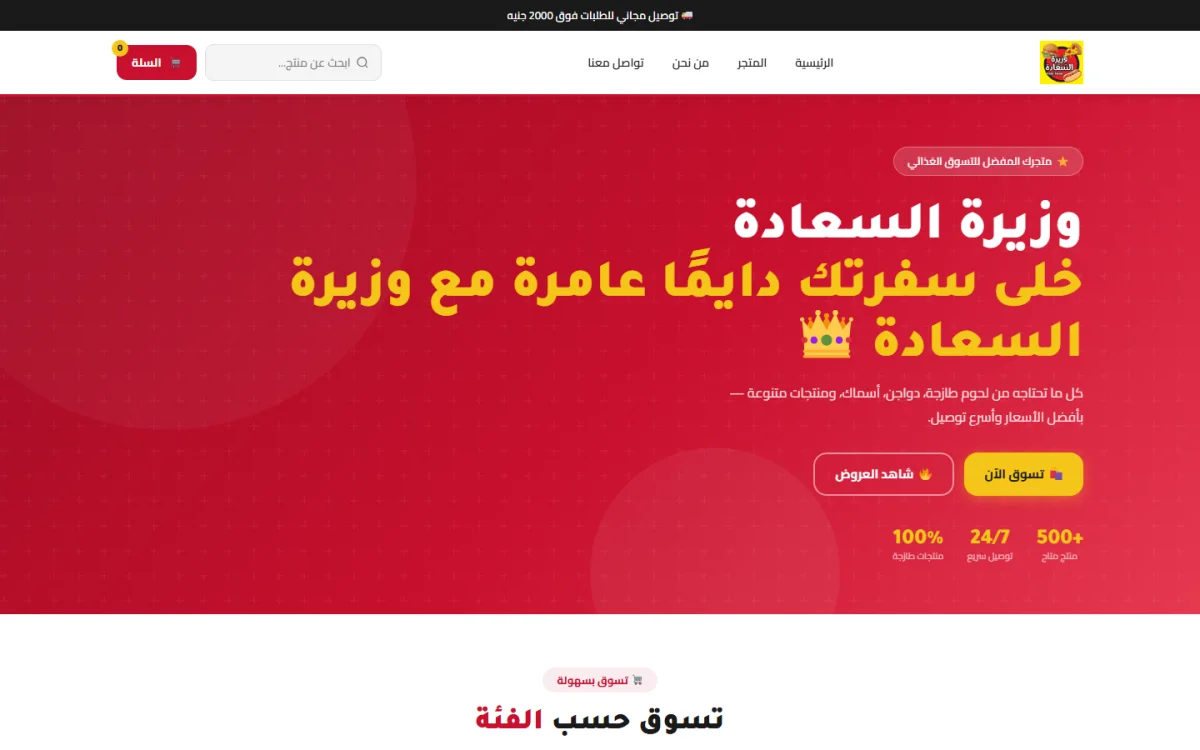 توصيل مجاني للطلبات فوق 2000 جنيه
وزيرة
السعادة
الرئيسية
المتجر
من نحن
تواصل معنا
ابحث عن منتج...
السلة
0
متجرك المفضل للتسوق الغذائي
وزيرة السعادة
خلى سفرتك دايمًا عامرة مع وزيرة
السعادة
كل ما تحتاجه من لحوم طازجة، دواجن، أسماك، ومنتجات متنوعة —
بأفضل الأسعار وأسرع توصيل.
تسوق الآن
شاهد العروض
500+
منتج متاح
24/7
توصيل سريع
100%
منتجات طازجة
تسوق بسهولة
تسوق حسب الفئة